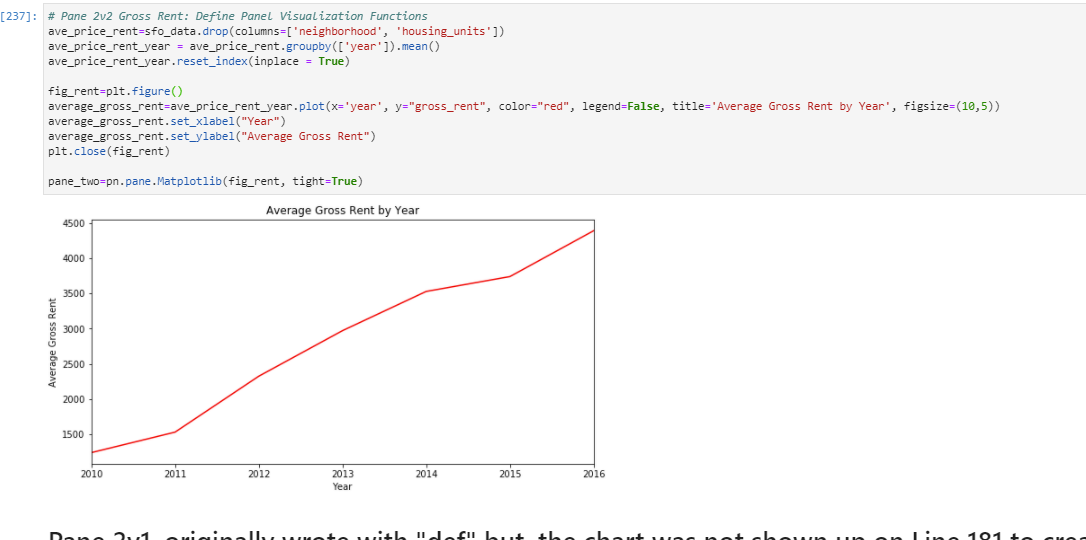 [237]: # Pane 2v2 Gross Rent: Define Panel Visualization Functions
ave_price_rent=sfo_data.drop(columns=['neighborhood', 'housing_units'])
ave_price_rent_year = ave_price_rent.groupby(['year']).mean()
ave_price_rent_year.reset_index(inplace = True)
fig_rent=plt.figure()
average_gross_rent=ave_price_rent_year.plot(x='year', y="gross_rent", color="red", legend=False, title='Average Gross Rent by Year', figsize=(10,5))
average_gross_rent.set_xlabel("Year")
average_gross_rent.set_ylabel("Average Gross Rent")
plt.close(fig_rent)
pane_two=pn.pane.Matplotlib(fig_rent, tight=True)
Average Gross Rent by Year
4500
4000
3500
3000
2500
2000
1500
Average Gross Rent
2010 2011 2012 2013 2014 2015 2016
Year
Pane 2v1, originally wrote with "def" but, the chart was not shown up on Line 181 to crea